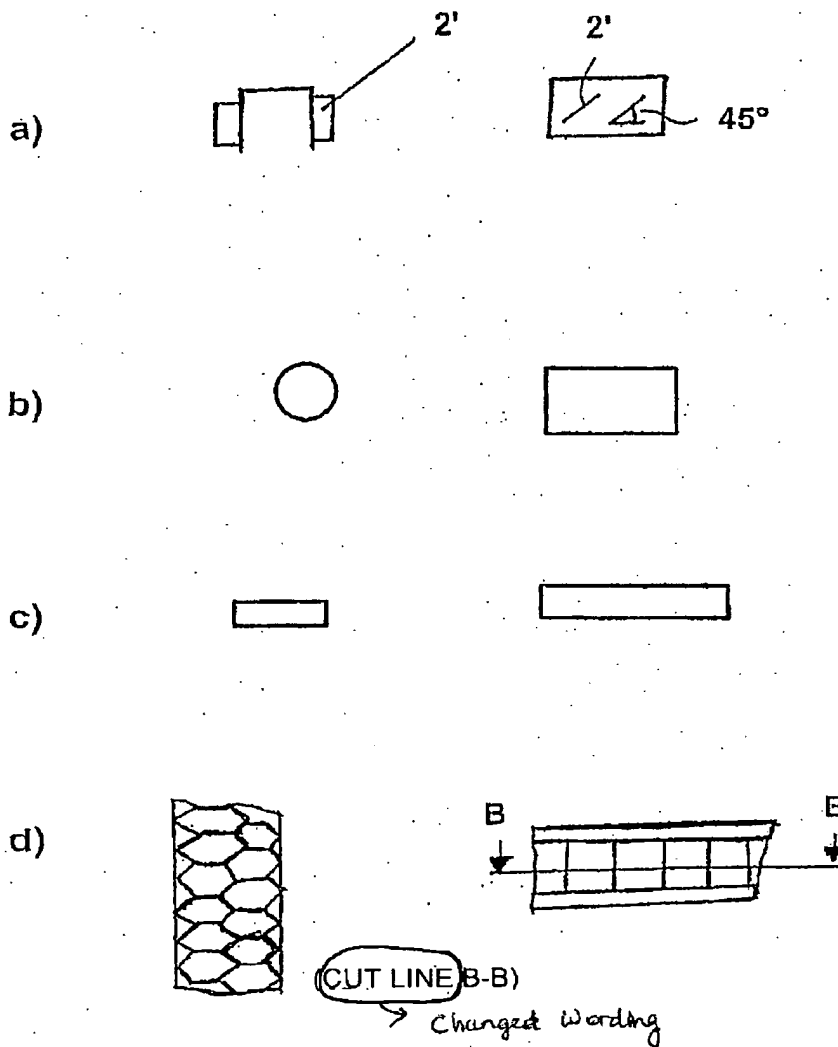 2' 2'
a) 45°
b)
c)
d) B B
(CUT LINE B-B)
Changed Wording